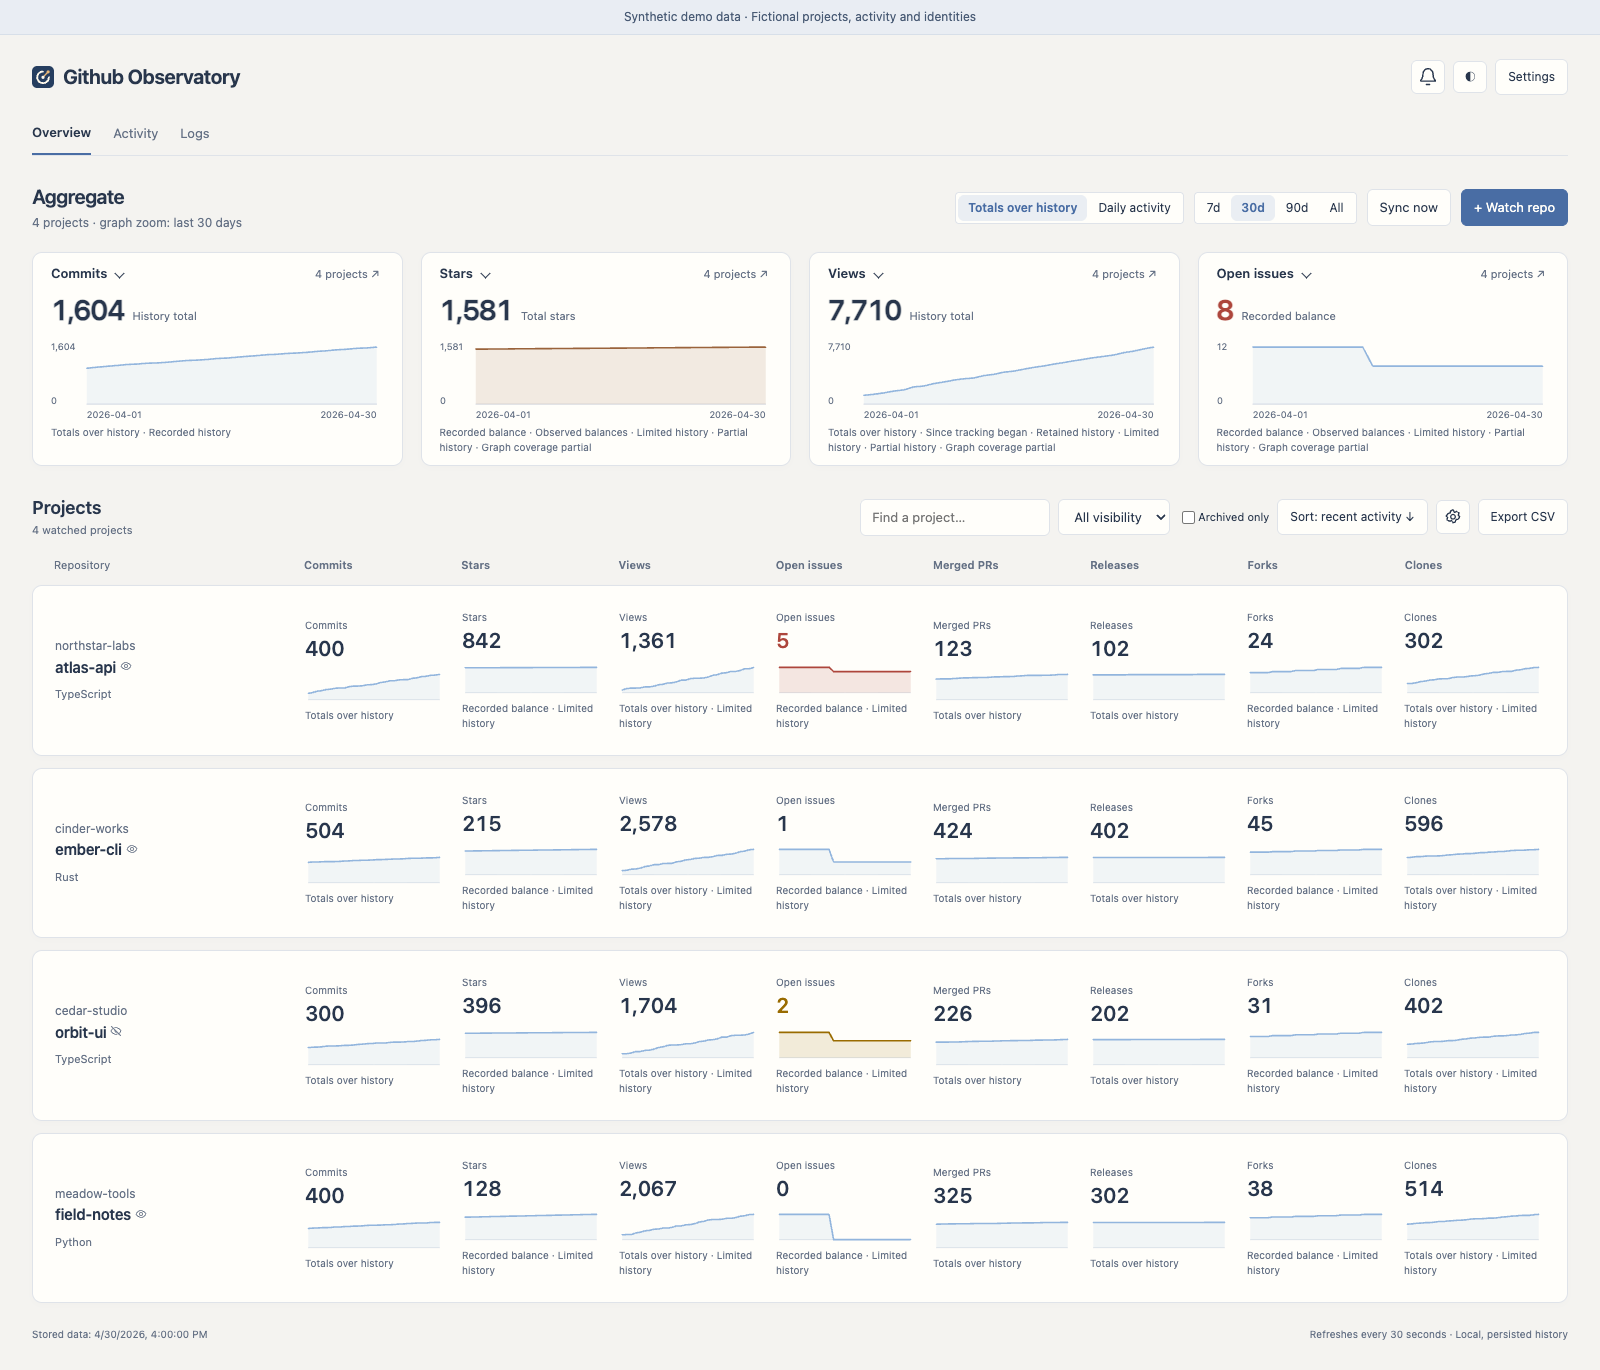 Synthetic demo data · Fictional projects, activity and identities
Github Observatory
Settings
Overview
Activity
Logs
Aggregate
4 projects · graph zoom: last 30 days
Totals over history
Daily activity
7d
30d
90d
All
Sync now
+ Watch repo
Commits
4 projects ↗
1,604 History total
1,604
0
2026-04-01
2026-04-30
Totals over history · Recorded history
Stars
4 projects ↗
1,581 Total stars
1,581
0
2026-04-01
2026-04-30
Recorded balance · Observed balances · Limited history · Partial
history · Graph coverage partial
Views
4 projects ↗
7,710 History total
7,710
0
2026-04-01
2026-04-30
Totals over history · Since tracking began · Retained history · Limited
history · Partial history · Graph coverage partial
Open issues
4 projects ↗
8 Recorded balance
12
0
2026-04-01
2026-04-30
Recorded balance · Observed balances · Limited history · Partial
history · Graph coverage partial
Projects
4 watched projects
Find a project...
All visibility
Archived only
Sort: recent activity ↓
Export CSV
Repository
Commits
Stars
Views
Open issues
Merged PRs
Releases
Forks
Clones
northstar-labs
atlas-api
TypeScript
Commits
400
Totals over history
Stars
842
Recorded balance · Limited
history
Views
1,361
Totals over history · Limited
history
Open issues
5
Recorded balance · Limited
history
Merged PRs
123
Totals over history
Releases
102
Totals over history
Forks
24
Recorded balance · Limited
history
Clones
302
Totals over history · Limited
history
cinder-works
ember-cli
Rust
Commits
504
Totals over history
Stars
215
Recorded balance · Limited
history
Views
2,578
Totals over history · Limited
history
Open issues
1
Recorded balance · Limited
history
Merged PRs
424
Totals over history
Releases
402
Totals over history
Forks
45
Recorded balance · Limited
history
Clones
596
Totals over history · Limited
history
cedar-studio
orbit-ui
TypeScript
Commits
300
Totals over history
Stars
396
Recorded balance · Limited
history
Views
1,704
Totals over history · Limited
history
Open issues
2
Recorded balance · Limited
history
Merged PRs
226
Totals over history
Releases
202
Totals over history
Forks
31
Recorded balance · Limited
history
Clones
402
Totals over history · Limited
history
meadow-tools
field-notes
Python
Commits
400
Totals over history
Stars
128
Recorded balance · Limited
history
Views
2,067
Totals over history · Limited
history
Open issues
0
Recorded balance · Limited
history
Merged PRs
325
Totals over history
Releases
302
Totals over history
Forks
38
Recorded balance · Limited
history
Clones
514
Totals over history · Limited
history
Stored data: 4/30/2026, 4:00:00 PM
Refreshes every 30 seconds · Local, persisted history